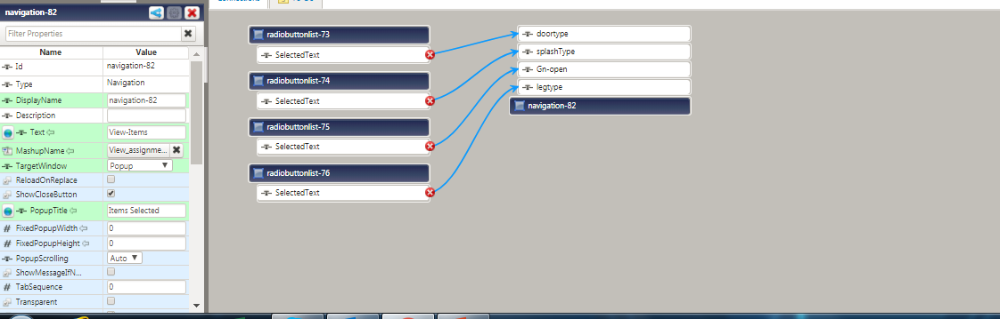 navigation-82
Filter Properties
Name Value
Id navigation-82
Type Navigation
DisplayName navigation-82
Description
Text View-Items
MashupName View_assignme...
TargetWindow Popup
ReloadOnReplace
ShowCloseButton
PopupTitle Items Selected
# FixedPopupWidth 0
# FixedPopupHeight 0
PopupScrolling Auto
ShowMessageIfN...
# TabSequence 0
Transparent
radiobuttonlist-73
SelectedText
radiobuttonlist-74
SelectedText
radiobuttonlist-75
SelectedText
radiobuttonlist-76
SelectedText
doortype
splashType
Gn-open
legtype
navigation-82